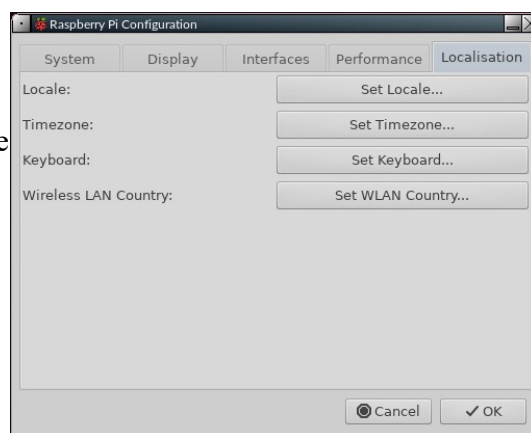 Raspberry Pi Configuration
System Display Interfaces Performance Localisation
Locale: Set Locale...
Timezone: Set Timezone...
e
Keyboard: Set Keyboard...
Wireless LAN Country: Set WLAN Country...
Cancel OK